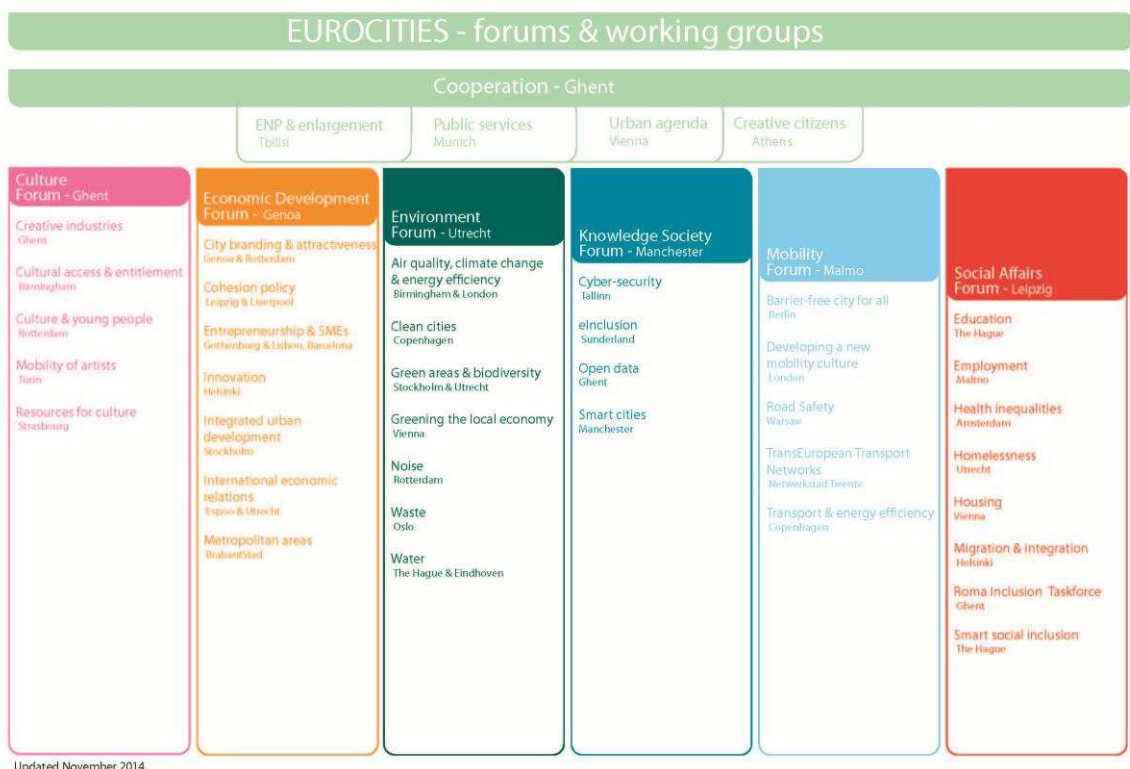 EUROCITIES - forums & working groups
Cooperation - Ghent
ENP & enlargement
Tbilisi
Public services
Munich
Urban agenda
Vienna
Creative citizens
Athens
Culture
Forum - Ghent
Creative industries
Ghent
Cultural access & entitlement
Birmingham
Culture & young people
Rotterdam
Mobility of artists
Turin
Resources for culture
Strasbourg
Economic Development
Forum - Genoa
City branding & attractiveness
Genoa & Rotterdam
Cohesion policy
Leipzig & Liverpool
Entrepreneurship & SMEs
Gothenburg & Lisbon, Barcelona
Innovation
Helsinki
Integrated urban
development
Stockholm
International economic
relations
Espoo & Utrecht
Metropolitan areas
BrabantStad
Environment
Forum - Utrecht
Air quality, climate change
& energy efficiency
Birmingham & London
Clean cities
Copenhagen
Green areas & biodiversity
Stockholm & Utrecht
Greening the local economy
Vienna
Noise
Rotterdam
Waste
Oslo
Water
The Hague & Eindhoven
Knowledge Society
Forum - Manchester
Cyber-security
Tallinn
eInclusion
Sunderland
Open data
Ghent
Smart cities
Manchester
Mobility
Forum - Malmo
Barrier-free city for all
Berlin
Developing a new
mobility culture
London
Road Safety
Warsaw
TransEuropean Transport
Networks
Netwerkstad Twente
Transport & energy efficiency
Copenhagen
Social Affairs
Forum - Leipzig
Education
The Hague
Employment
Malmo
Health inequalities
Amsterdam
Homelessness
Utrecht
Housing
Vienna
Migration & integration
Helsinki
Roma Inclusion Taskforce
Ghent
Smart social inclusion
The Hague
Updated November 2014